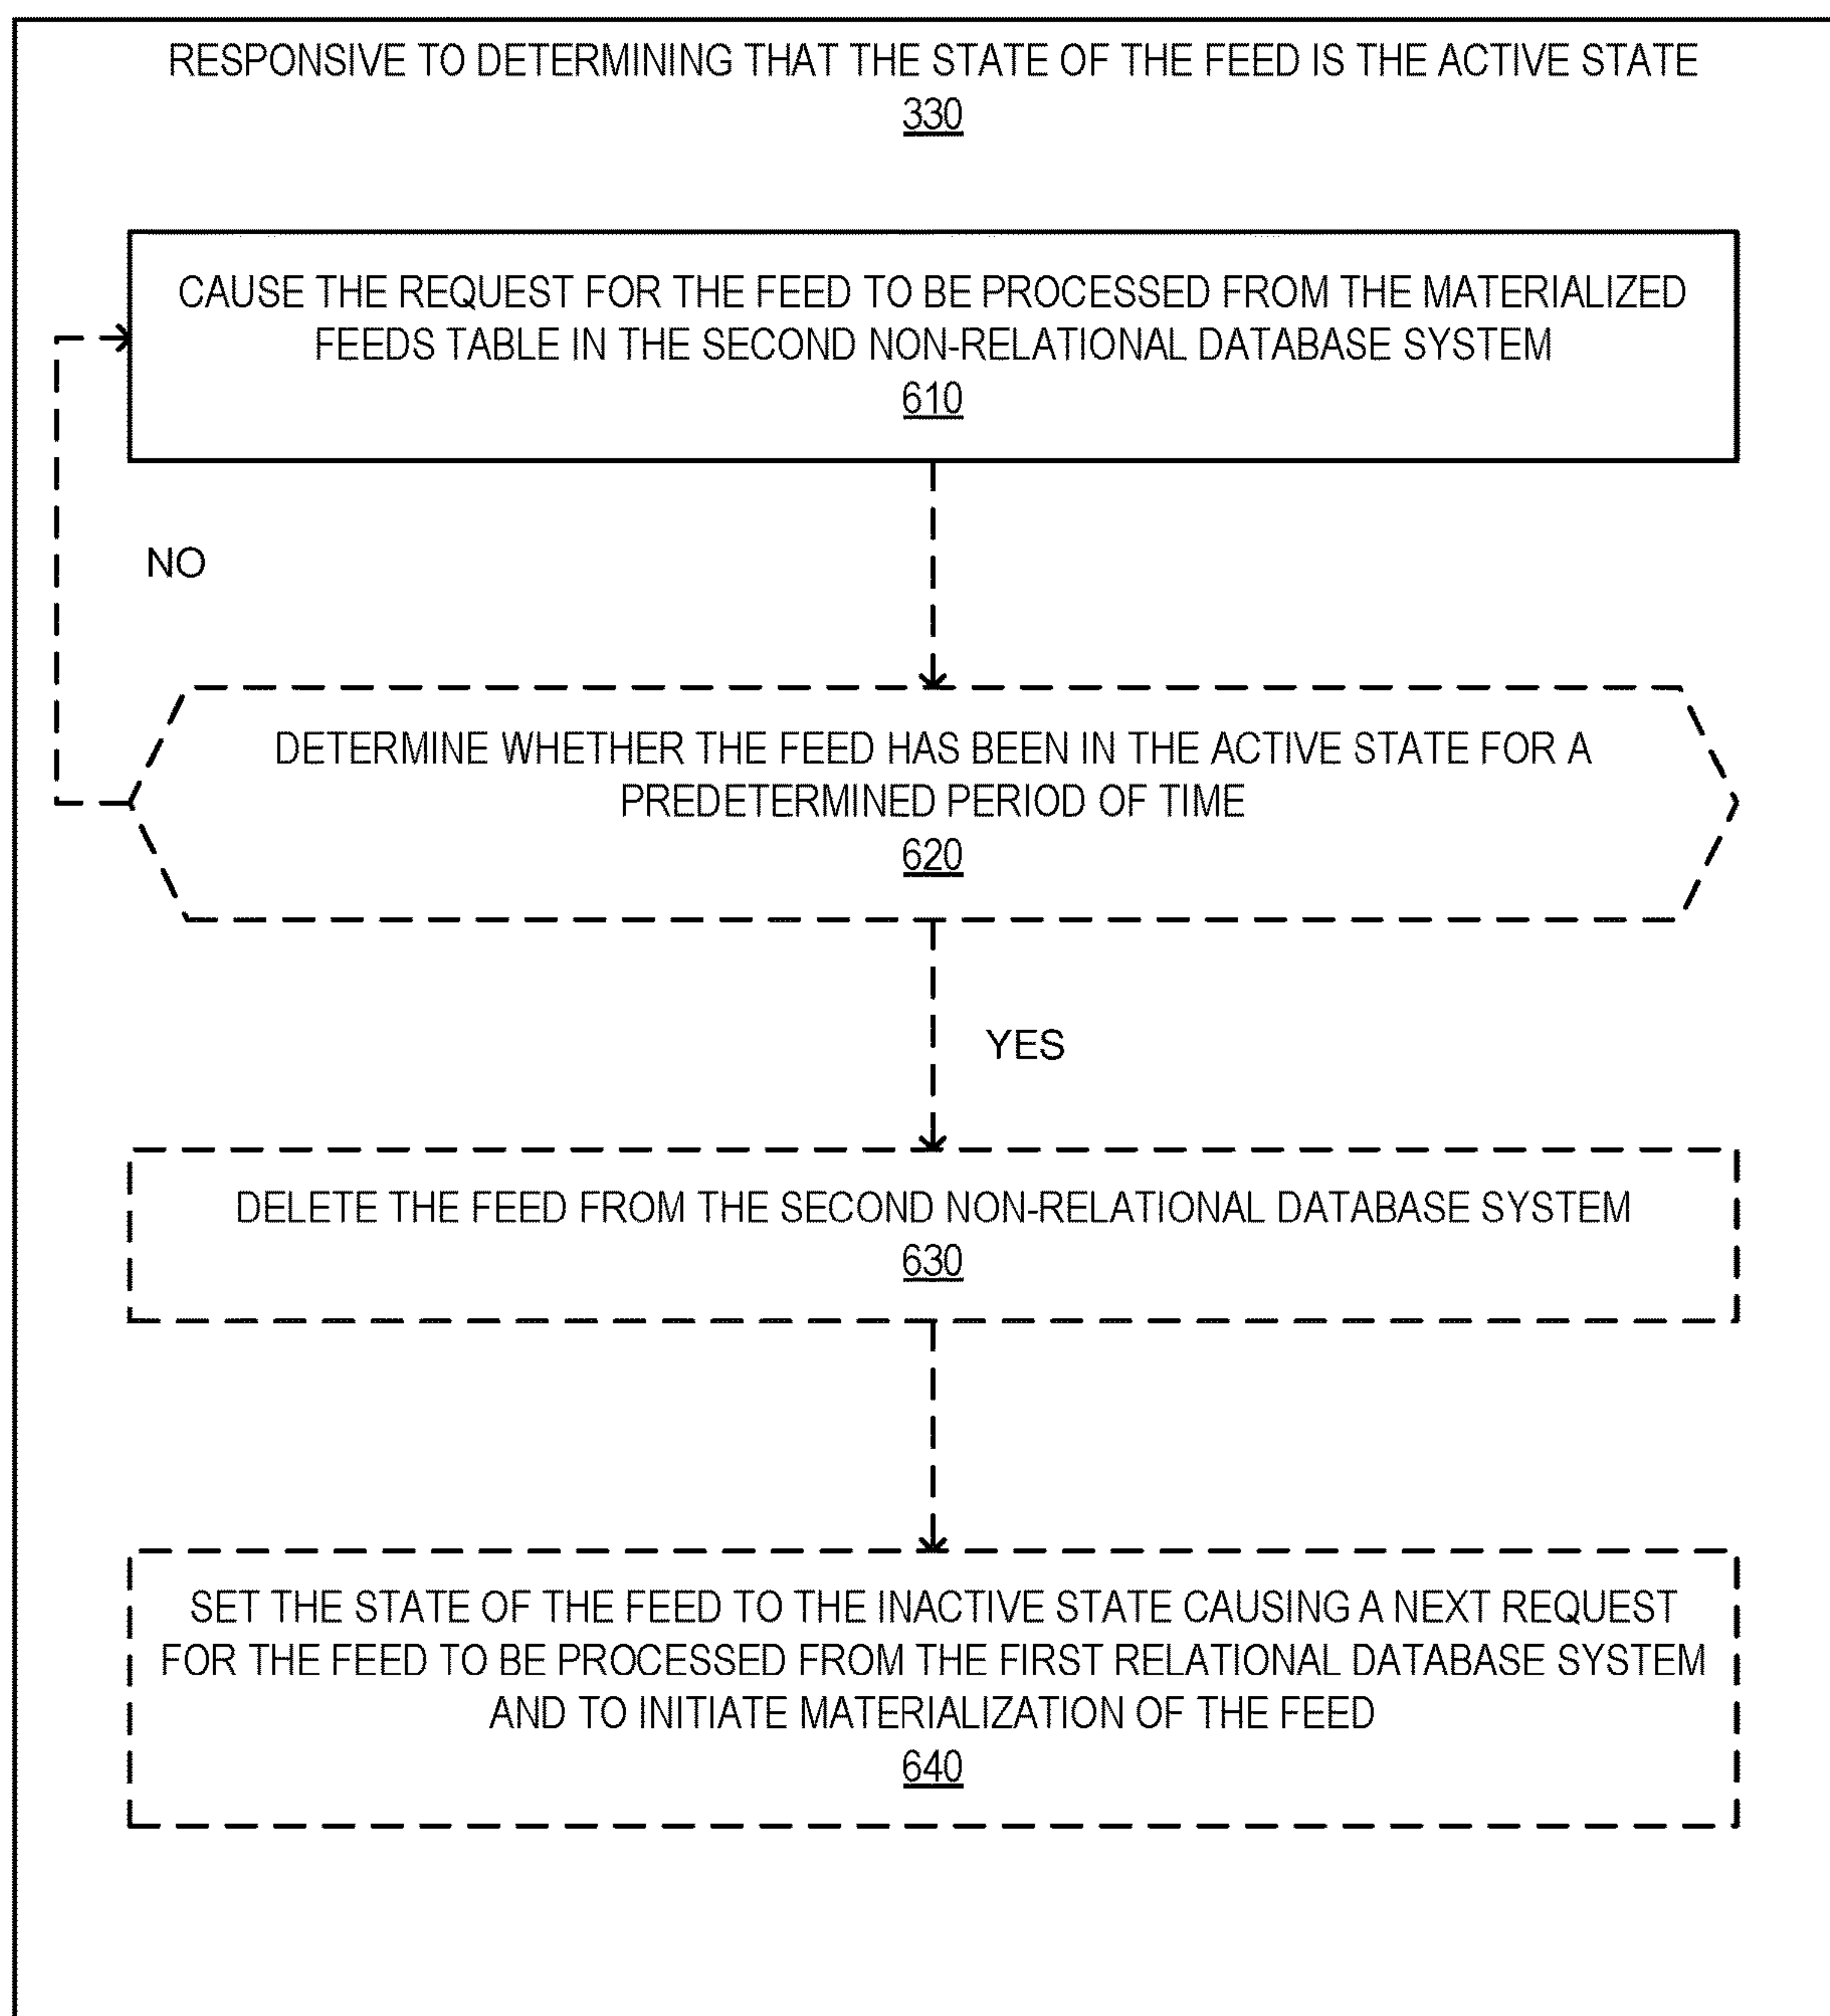 RESPONSIVE TO DETERMINING THAT THE STATE OF THE FEED IS THE ACTIVE STATE
330
CAUSE THE REQUEST FOR THE FEED TO BE PROCESSED FROM THE MATERIALIZED
FEEDS TABLE IN THE SECOND NON-RELATIONAL DATABASE SYSTEM
610
NO
DETERMINE WHETHER THE FEED HAS BEEN IN THE ACTIVE STATE FOR A
PREDETERMINED PERIOD OF TIME
620
YES
DELETE THE FEED FROM THE SECOND NON-RELATIONAL DATABASE SYSTEM
630
SET THE STATE OF THE FEED TO THE INACTIVE STATE CAUSING A NEXT REQUEST
FOR THE FEED TO BE PROCESSED FROM THE FIRST RELATIONAL DATABASE SYSTEM
AND TO INITIATE MATERIALIZATION OF THE FEED
640